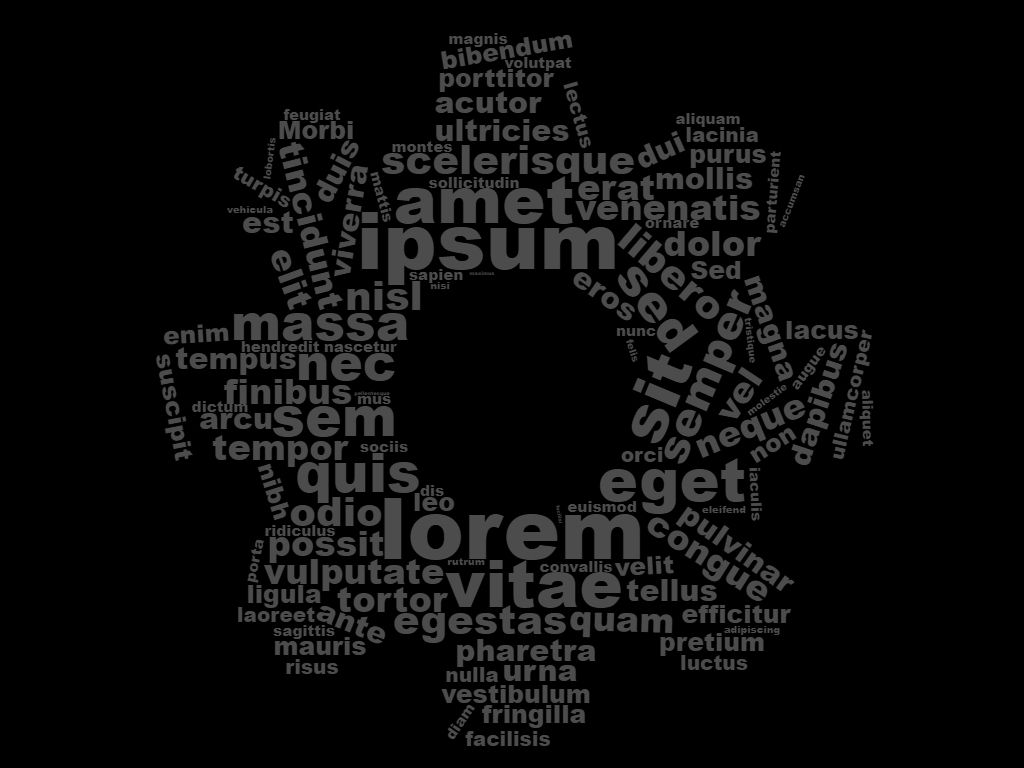 magnis
bibendum
volutpat
porttitor
acutor
lectus
ultricies
feugiat
Morbi
aliquam
lacinia
dui
purus
montes
scelerisque
lobortis
tincidunt
duis
turpis
viverra
mattis
sollicitudin
amet
erat
mollis
venenatis
parturient
accumsan
vehicula
est
ornare
ipsum
libero
dolor
Sed
elit
sapien
maximus
nisi
nisl
eros
sed
semper
magna
massa
enim
nunc
felis
tristique
lacus
hendrerit nascetur
tempus
nec
suscipit
finibus
pellentesque
mus
dictum
arcu
sem
sit
vel
molestie
augue
dapibus
ullamcorper
aliquet
neque
non
tempor
sociis
orci
quis
eget
iaculis
nibh
dis
leo
odio
lorem
euismod
eleifend
pulvinar
congue
ridiculus
possit
porta
vulputate
rutrum
convallis
velit
vitae
tellus
ligula
tortor
laoreet
ante
egestas
quam
efficitur
adipiscing
sagittis
mauris
risus
pharetra
pretium
luctus
nulla
urna
vestibulum
diam
fringilla
facilisis